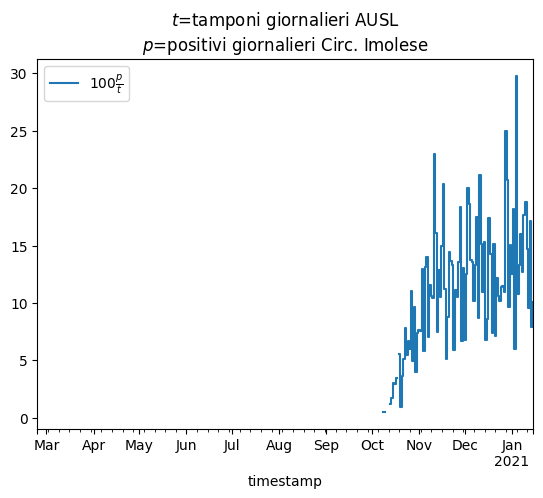 t=tamponi giornalieri AUSL
p=positivi giornalieri Circ. Imolese
100p/t
30
25
20
15
10
5
0
Mar Apr May Jun Jul Aug Sep Oct Nov Dec Jan
2021
timestamp